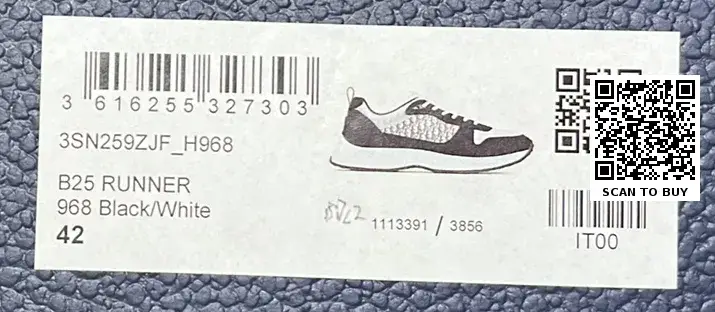 3 616255 327303
3SN259ZJF_H968
B25 RUNNER
968 Black/White
42
1113391 / 3856
IT00
SCAN TO BUY